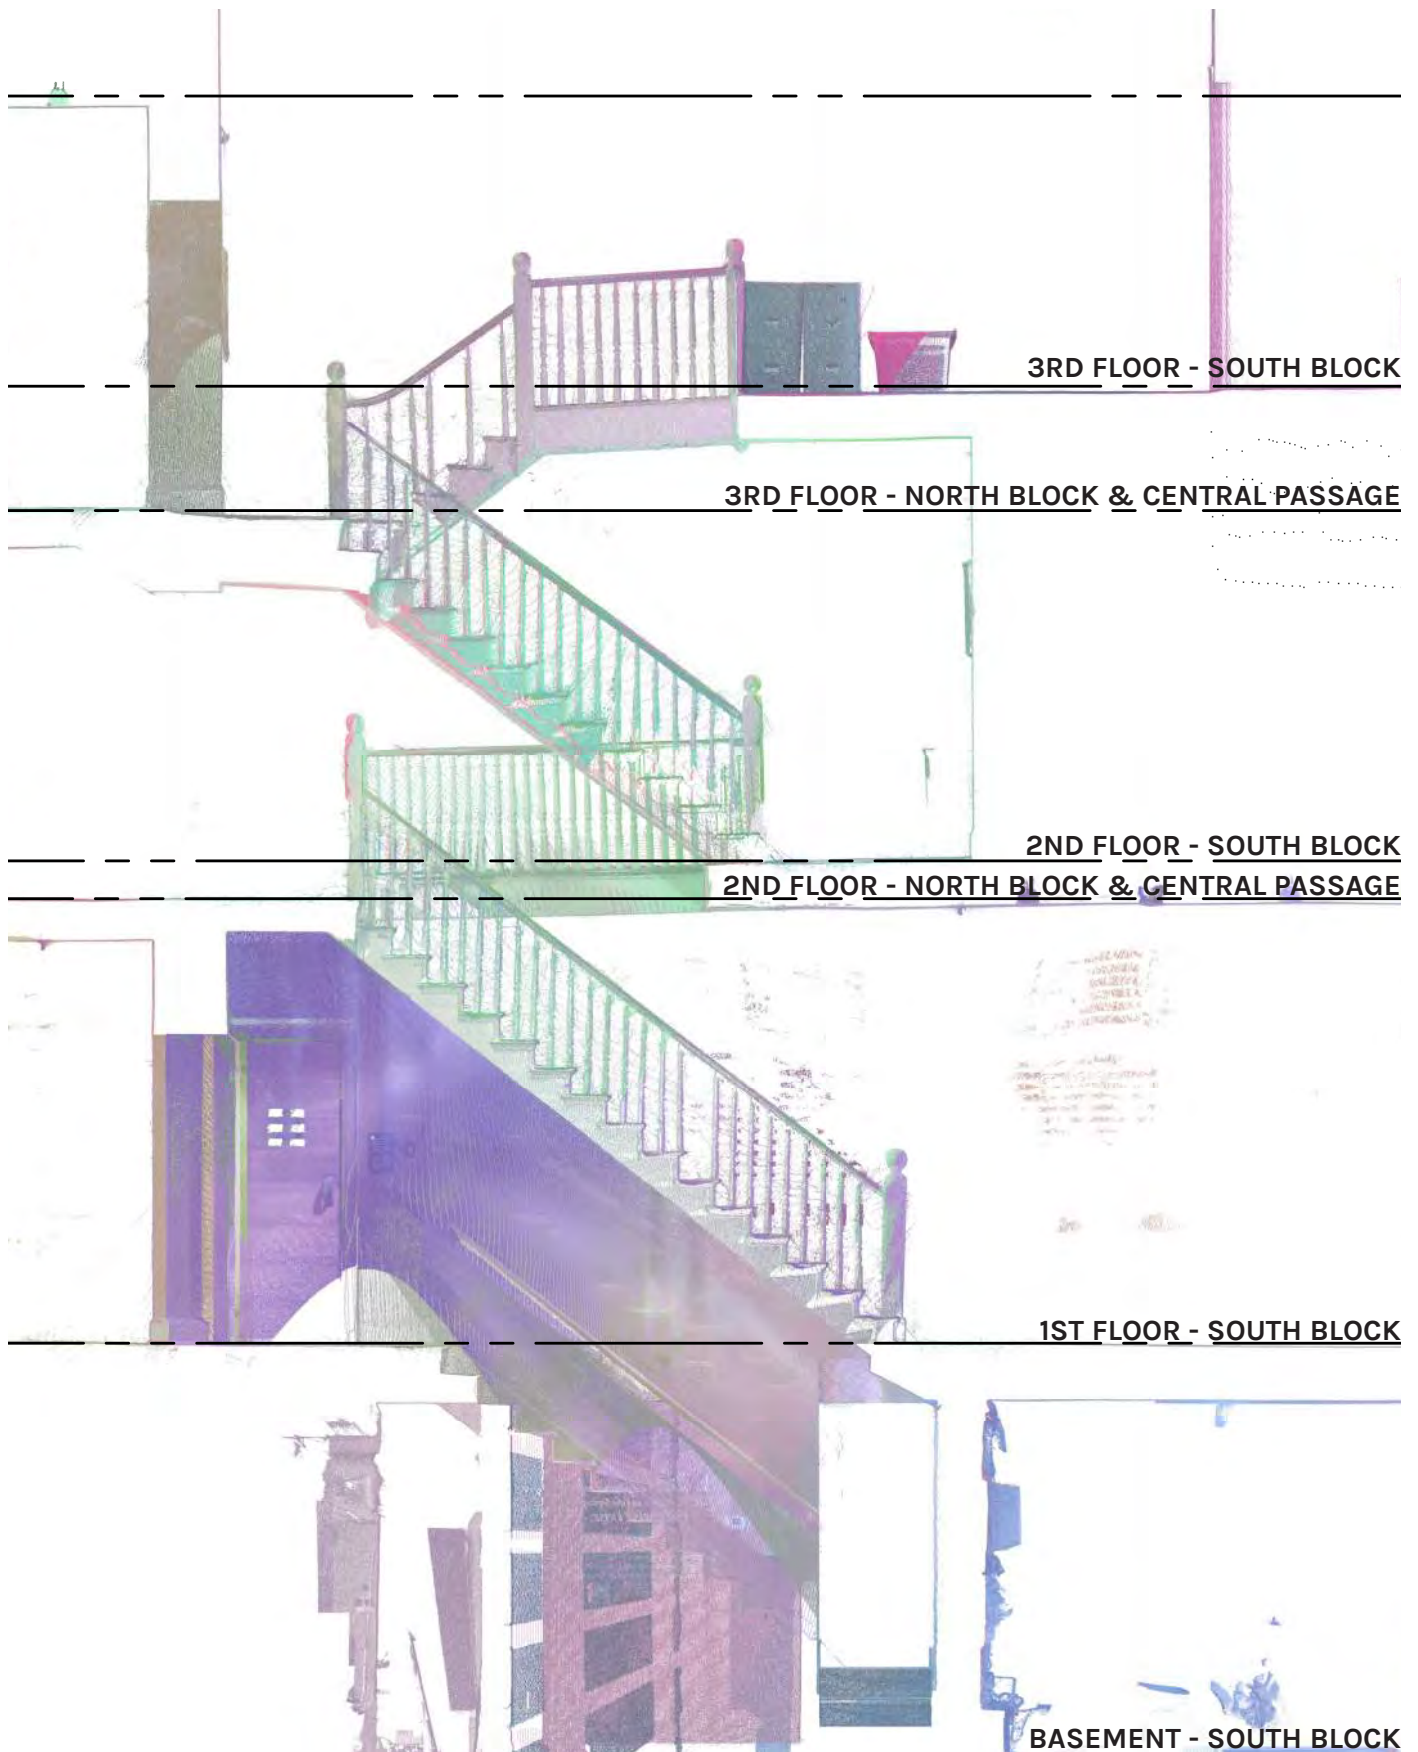 3RD FLOOR - SOUTH BLOCK
3RD FLOOR - NORTH BLOCK & CENTRAL PASSAGE
2ND FLOOR - SOUTH BLOCK
2ND FLOOR - NORTH BLOCK & CENTRAL PASSAGE
1ST FLOOR - SOUTH BLOCK
BASEMENT - SOUTH BLOCK